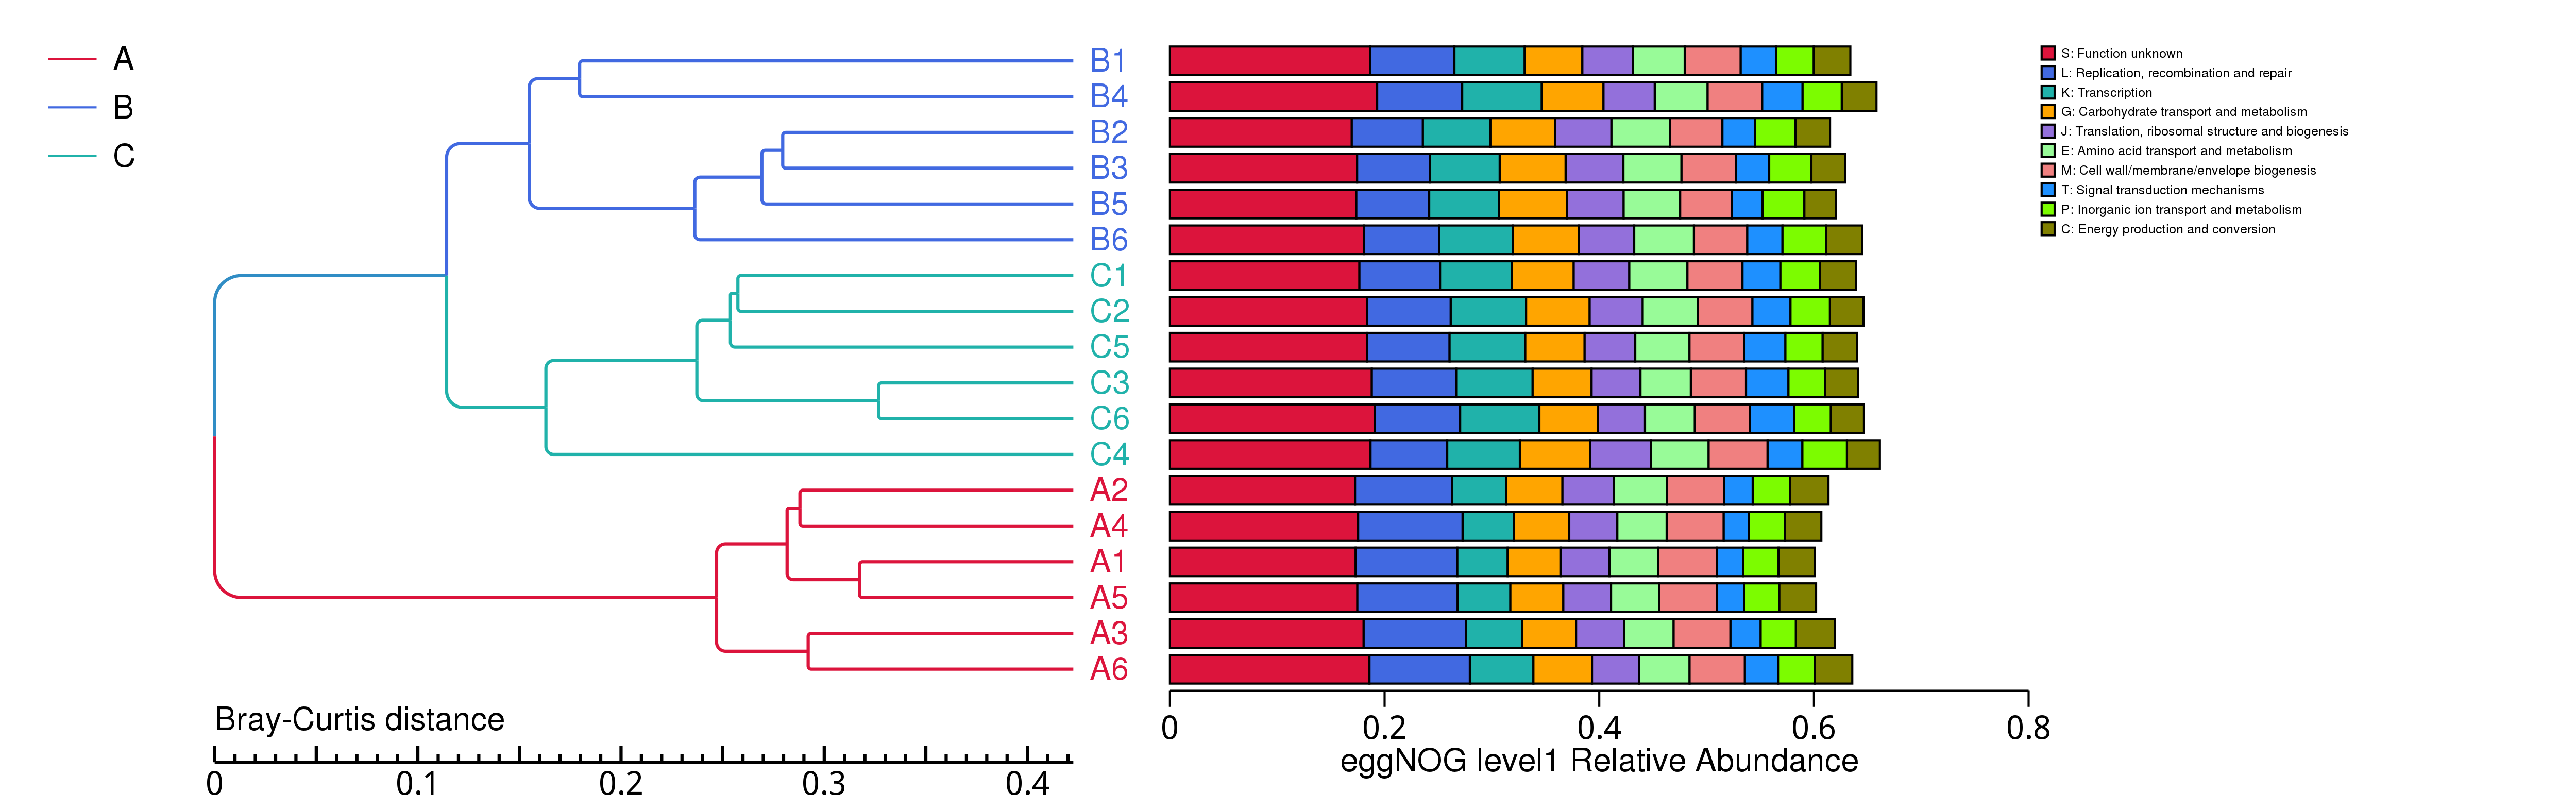 A
B
C
B1
B4
B2
B3
B5
B6
C1
C2
C5
C3
C6
C4
A2
A4
A1
A5
A3
A6
Bray-Curtis distance
0 0.1 0.2 0.3 0.4
0 0.2 0.4 0.6 0.8
eggNOG level1 Relative Abundance
S: Function unknown
L: Replication, recombination and repair
K: Transcription
G: Carbohydrate transport and metabolism
J: Translation, ribosomal structure and biogenesis
E: Amino acid transport and metabolism
M: Cell wall/membrane/envelope biogenesis
T: Signal transduction mechanisms
P: Inorganic ion transport and metabolism
C: Energy production and conversion